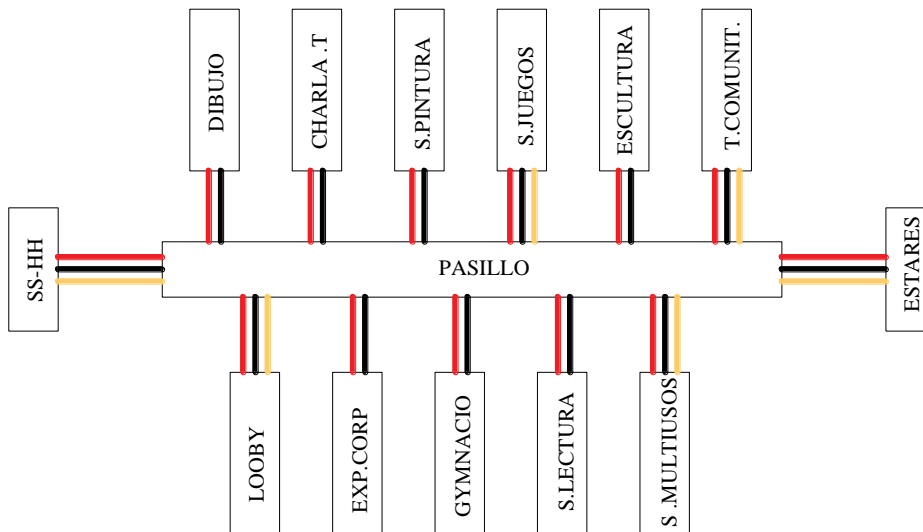 DIBUJO
CHARLA .T
S.PINTURA
S.JUEGOS
ESCULTURA
T.COMUNIT.
SS-HH
PASILLO
ESTARES
LOOBY
EXP.CORP
GYMNACIO
S.LECTURA
S .MULTIUSOS